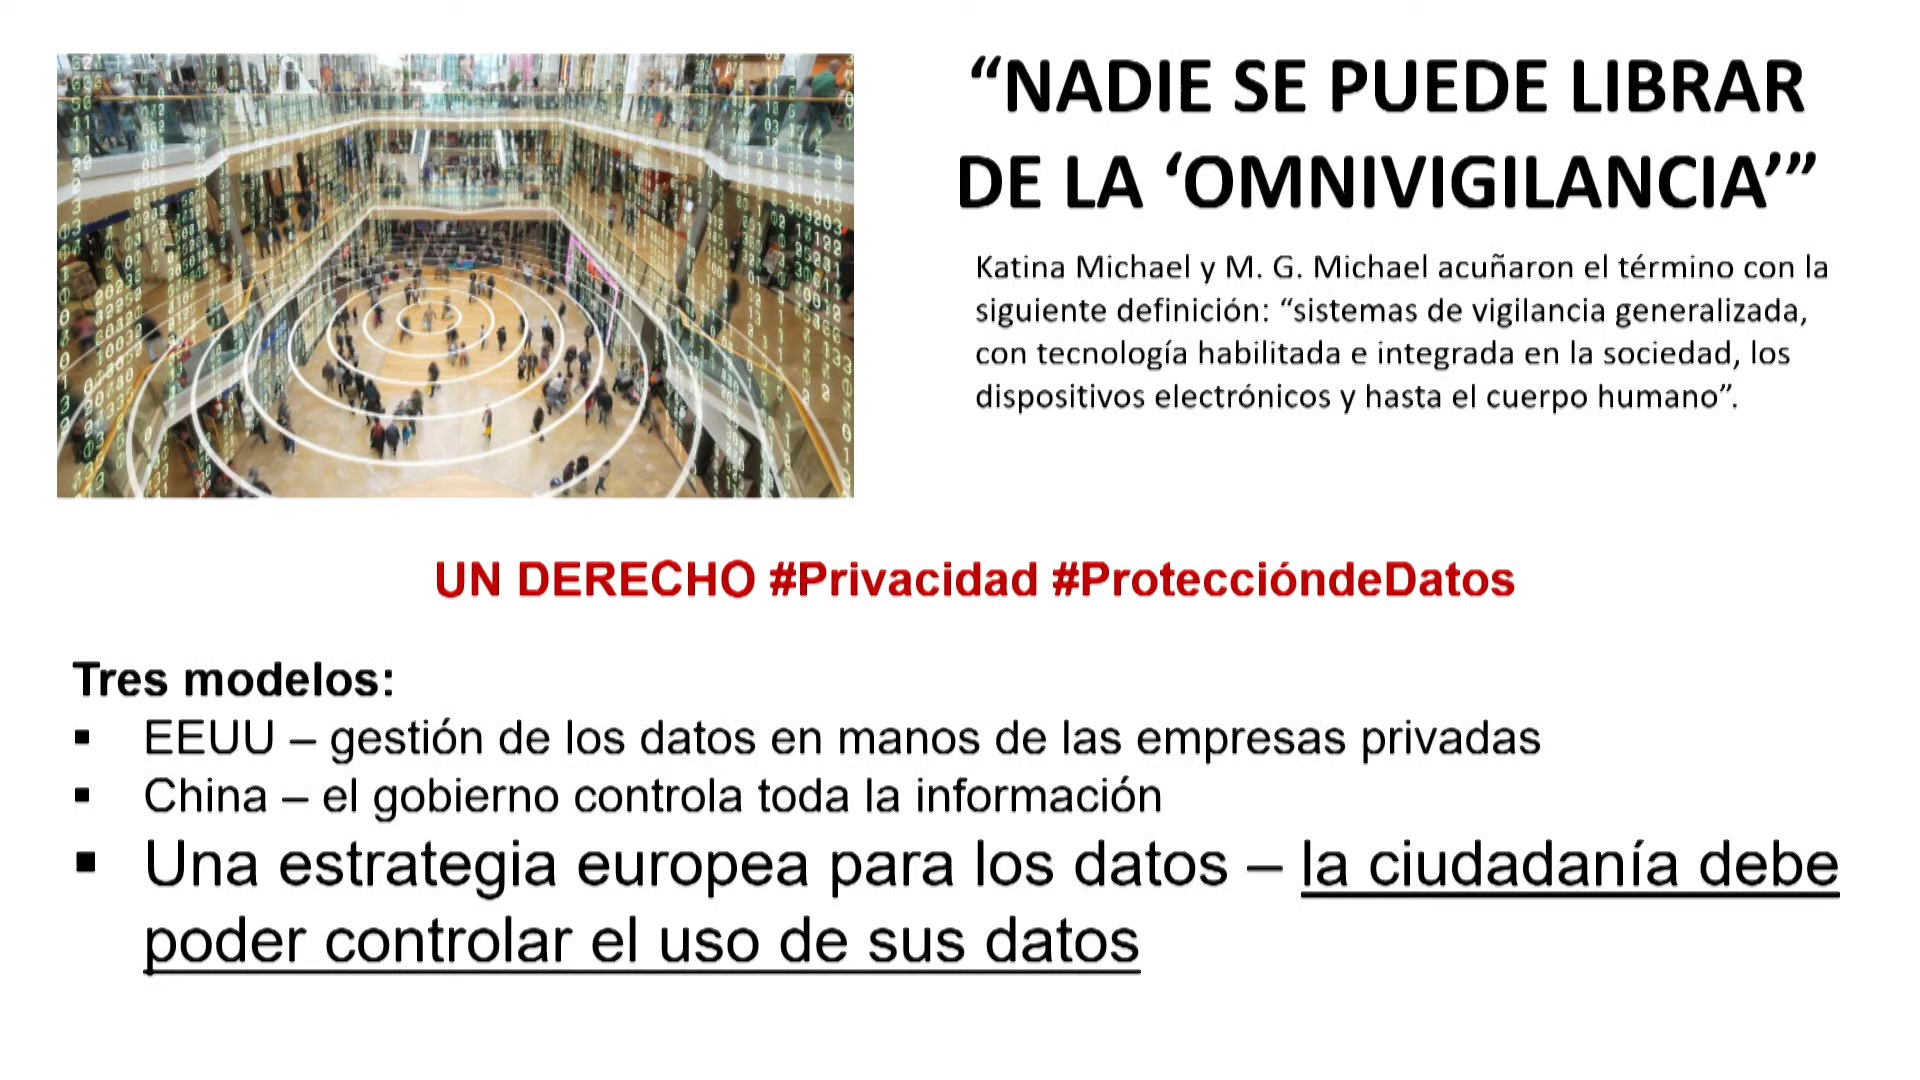 “NADIE SE PUEDE LIBRAR
DE LA ‘OMNIVIGILANCIA’”
Katina Michael y M. G. Michael acuñaron el término con la
siguiente definición: “sistemas de vigilancia generalizada,
con tecnología habilitada e integrada en la sociedad, los
dispositivos electrónicos y hasta el cuerpo humano”.
UN DERECHO #Privacidad #ProteccióndeDatos
Tres modelos:
▪ EEUU – gestión de los datos en manos de las empresas privadas
▪ China – el gobierno controla toda la información
▪ Una estrategia europea para los datos – la ciudadanía debe
poder controlar el uso de sus datos